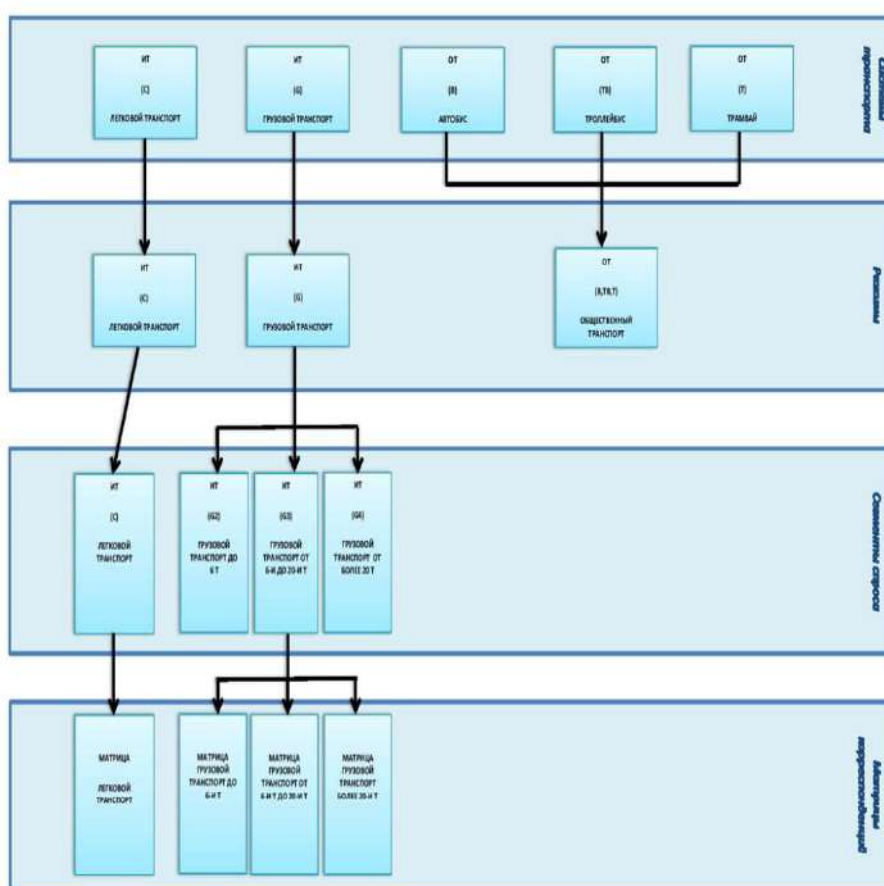 ИТ
(C)
ЛЕГКОВОЙ ТРАНСПОРТ
ИТ
(G)
ГРУЗОВОЙ ТРАНСПОРТ
ОТ
(B)
АВТОБУС
ОТ
(TB)
ТРОЛЛЕЙБУС
ОТ
(T)
ТРАМВАЙ
Системы
транспорта
ИТ
(C)
ЛЕГКОВОЙ ТРАНСПОРТ
ИТ
(G)
ГРУЗОВОЙ ТРАНСПОРТ
ОТ
(B,TB,T)
ОБЩЕСТВЕННЫЙ
ТРАНСПОРТ
Режимы
ИТ
(C)
ЛЕГКОВОЙ
ТРАНСПОРТ
ИТ
(G2)
ГРУЗОВОЙ
ТРАНСПОРТ ДО
6 Т
ИТ
(G3)
ГРУЗОВОЙ
ТРАНСПОРТ ОТ
6-И ДО 20-И Т
ИТ
(G4)
ГРУЗОВОЙ
ТРАНСПОРТ ОТ
БОЛЕЕ 20 Т
Сегменты спроса
МАТРИЦА
ЛЕГКОВОЙ
ТРАНСПОРТ
МАТРИЦА
ГРУЗОВОЙ
ТРАНСПОРТ ДО
6-И Т
МАТРИЦА
ГРУЗОВОЙ
ТРАНСПОРТ ОТ
6-И Т ДО 20-И Т
МАТРИЦА
ГРУЗОВОЙ
ТРАНСПОРТ
БОЛЕЕ 20-И Т
Матрицы
корреспонденций